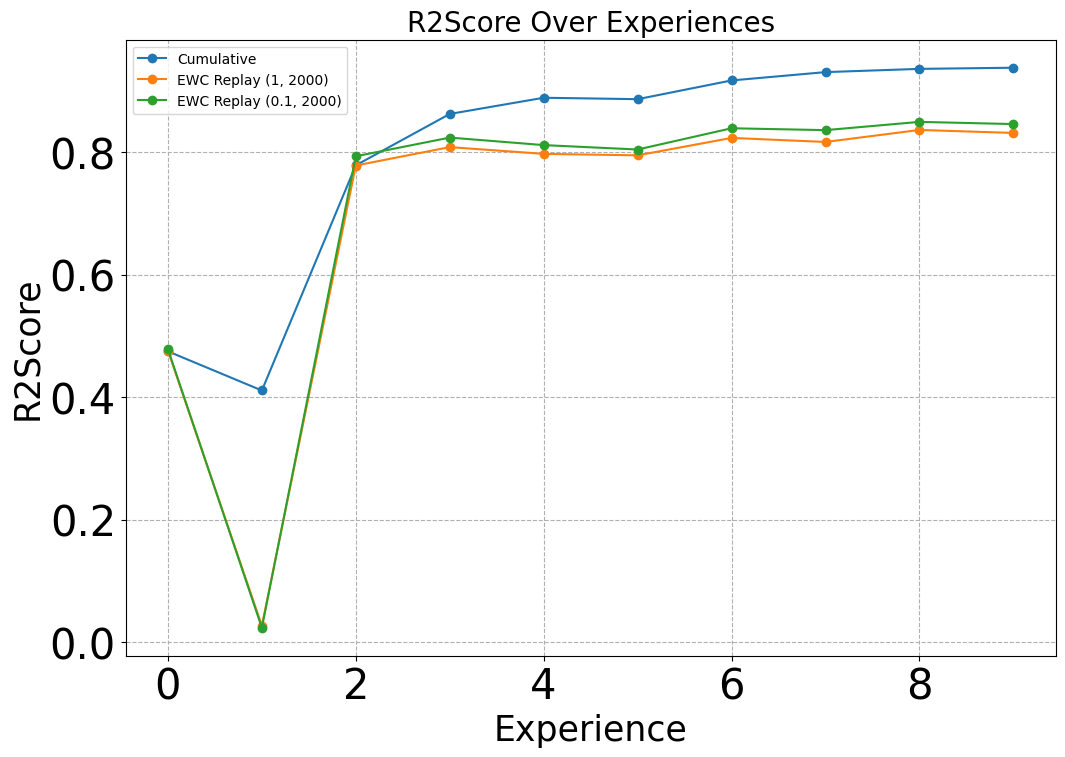 R2Score Over Experiences
Cumulative
EWC Replay (1, 2000)
EWC Replay (0.1, 2000)
R2Score
0.8
0.6
0.4
0.2
0.0
0 2 4 6 8
Experience